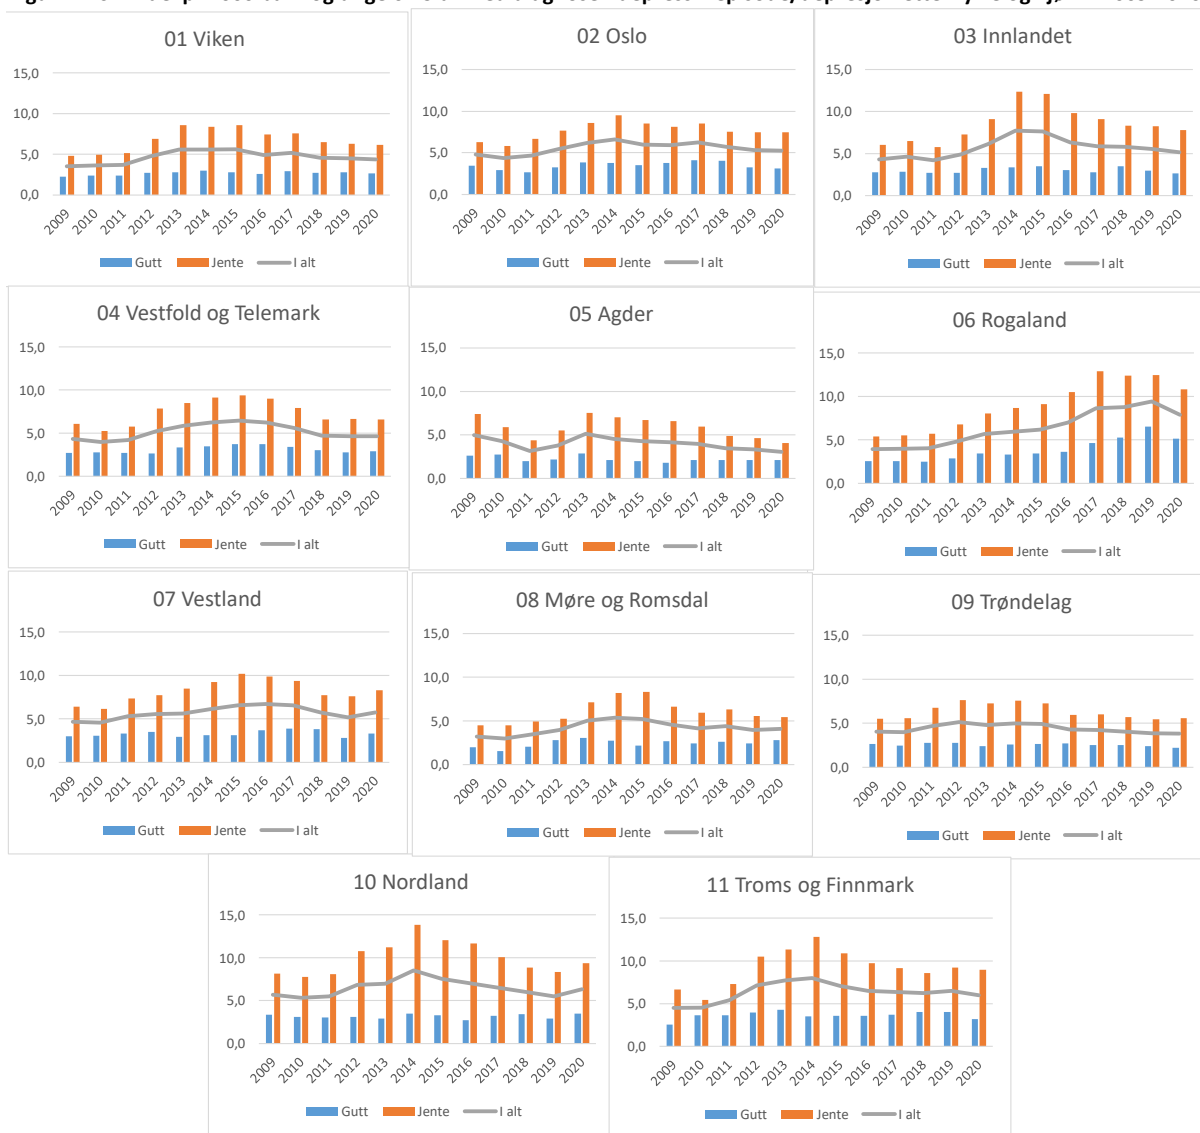 01 Viken
15,0
10,0
5,0
0,0
2009 2010 2011 2012 2013 2014 2015 2016 2017 2018 2019 2020
Gutt Jente I alt
02 Oslo
15,0
10,0
5,0
0,0
2009 2010 2011 2012 2013 2014 2015 2016 2017 2018 2019 2020
Gutt Jente I alt
03 Innlandet
15,0
10,0
5,0
0,0
2009 2010 2011 2012 2013 2014 2015 2016 2017 2018 2019 2020
Gutt Jente I alt
04 Vestfold og Telemark
15,0
10,0
5,0
0,0
2009 2010 2011 2012 2013 2014 2015 2016 2017 2018 2019 2020
Gutt Jente I alt
05 Agder
15,0
10,0
5,0
0,0
2009 2010 2011 2012 2013 2014 2015 2016 2017 2018 2019 2020
Gutt Jente I alt
06 Rogaland
15,0
10,0
5,0
0,0
2009 2010 2011 2012 2013 2014 2015 2016 2017 2018 2019 2020
Gutt Jente I alt
07 Vestland
15,0
10,0
5,0
0,0
2009 2010 2011 2012 2013 2014 2015 2016 2017 2018 2019 2020
Gutt Jente I alt
08 Møre og Romsdal
15,0
10,0
5,0
0,0
2009 2010 2011 2012 2013 2014 2015 2016 2017 2018 2019 2020
Gutt Jente I alt
09 Trøndelag
15,0
10,0
5,0
0,0
2009 2010 2011 2012 2013 2014 2015 2016 2017 2018 2019 2020
Gutt Jente I alt
10 Nordland
15,0
10,0
5,0
0,0
2009 2010 2011 2012 2013 2014 2015 2016 2017 2018 2019 2020
Gutt Jente I alt
11 Troms og Finnmark
15,0
10,0
5,0
0,0
2009 2010 2011 2012 2013 2014 2015 2016 2017 2018 2019 2020
Gutt Jente I alt